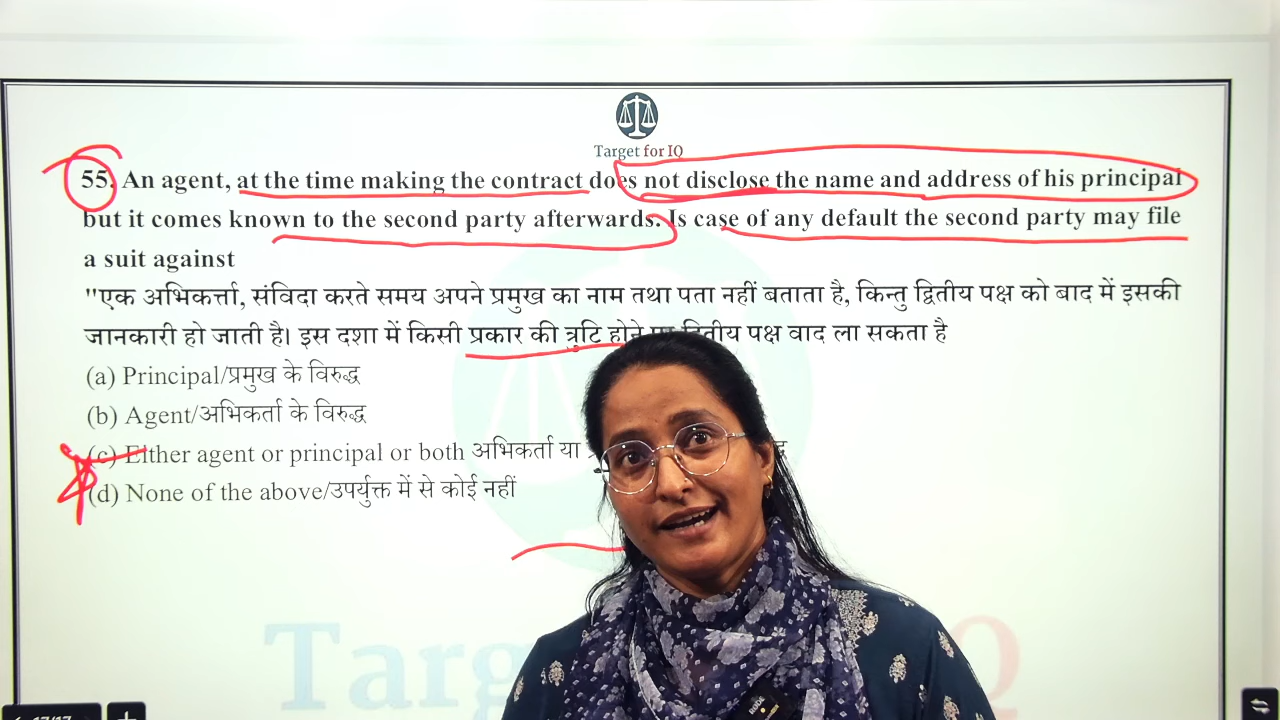 Target for IQ
55. An agent, at the time making the contract does not disclose the name and address of his principal
but it comes known to the second party afterwards. Is case of any default the second party may file
a suit against
"एक अभिकर्त्ता, संविदा करते समय अपने प्रमुख का नाम तथा पता नहीं बताता है, किन्तु द्वितीय पक्ष को बाद में इसकी
जानकारी हो जाती है। इस दशा में किसी प्रकार की त्रुटि होने पक्ष वाद ला सकता है
(a) Principal/प्रमुख के विरुद्ध
(b) Agent/अभिकर्ता के विरुद्ध
(c) Either agent or principal or both अभिकर्ता या
(d) None of the above/उपर्युक्त में से कोई नहीं
17/17